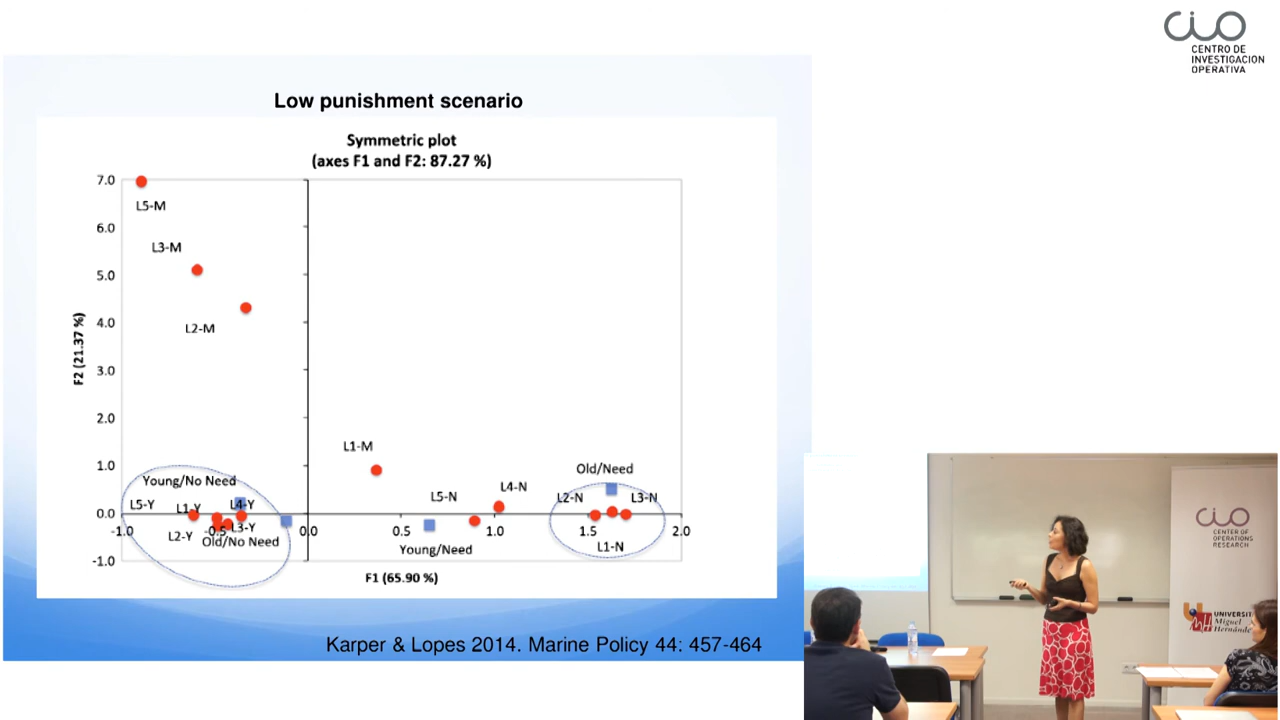 CIO
CENTRO DE
INVESTIGACION
OPERATIVA
Low punishment scenario
Symmetric plot
(axes F1 and F2: 87.27 %)
7.0
L5-M
6.0
L3-M
5.0
4.0
L2-M
F2 (21.37 %)
3.0
2.0
L1-M
1.0
Old/Need
Young/No Need
L5-N
L4-N
L2-N
L3-N
L5-Y
L1-Y
L4-Y
0.0
-1.0
-0.5
0.0
0.5
1.0
1.5
2.0
L2-Y
L3-Y
Old/No Need
Young/Need
L1-N
-1.0
F1 (65.90 %)
Karper & Lopes 2014. Marine Policy 44: 457-464
CIO
CENTER OF
OPERATIONS
RESEARCH
UNIVERSIT
Miguel
Hernánde